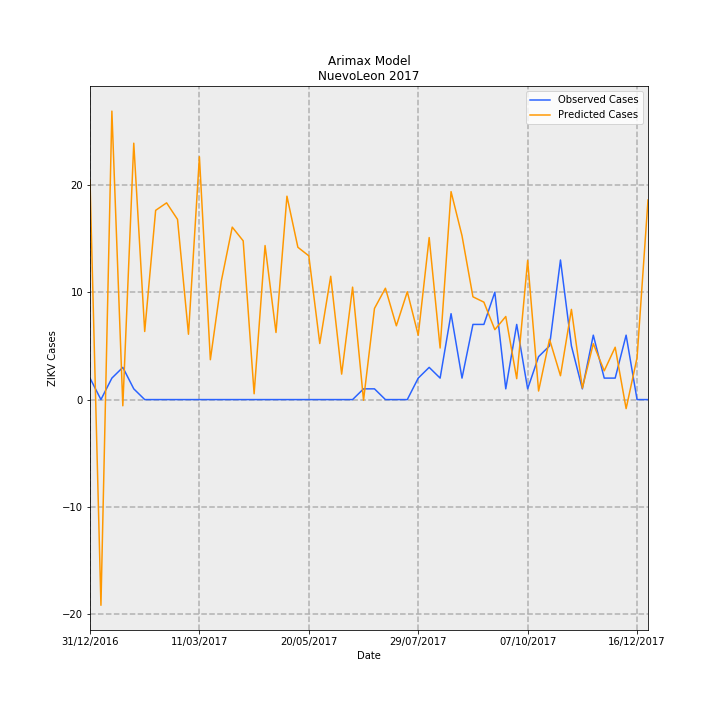 Arimax Model
NuevoLeon 2017
Observed Cases
Predicted Cases
ZIKV Cases
20
10
0
−10
−20
31/12/2016
11/03/2017
20/05/2017
29/07/2017
07/10/2017
16/12/2017
Date